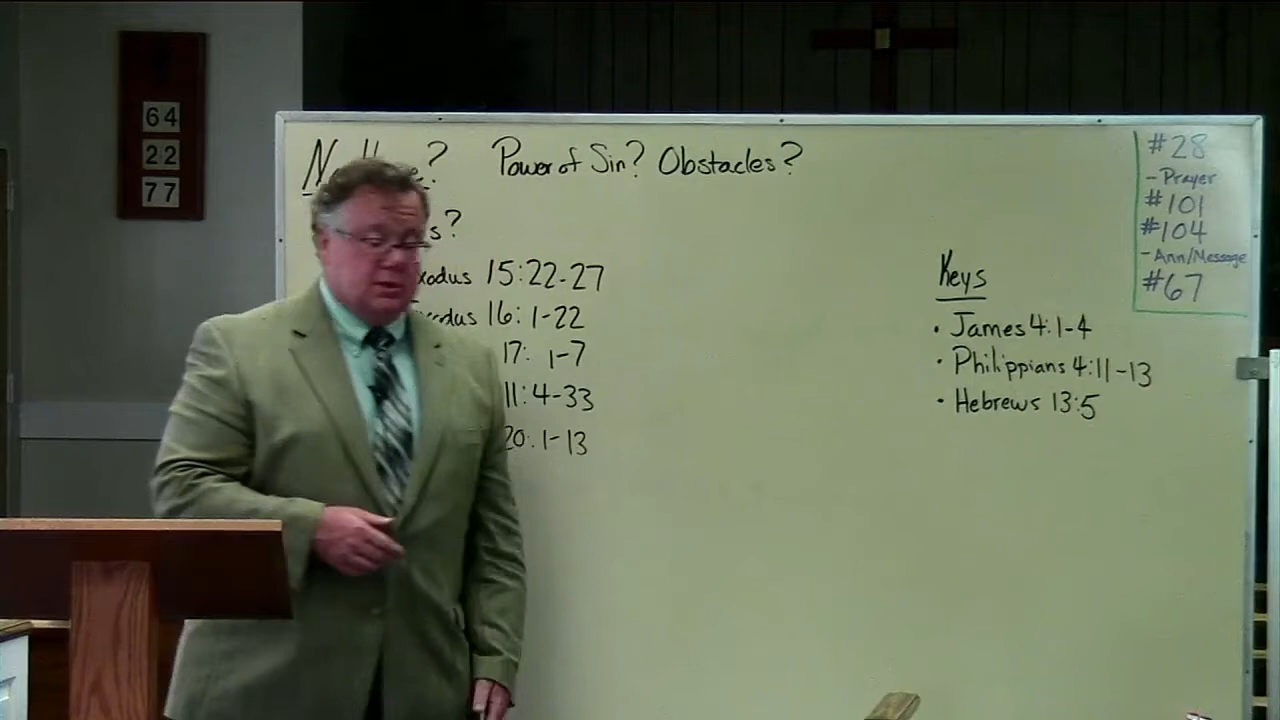 64
22
77
Power of Sin? Obstacles?
Exodus 15:22-27
Exodus 16: 1-22
17: 1-7
11:4-33
20:1-13
Keys
• James 4:1-4
• Philippians 4:11-13
• Hebrews 13:5
#28
- Prayer
#101
#104
- Ann/Message
#67